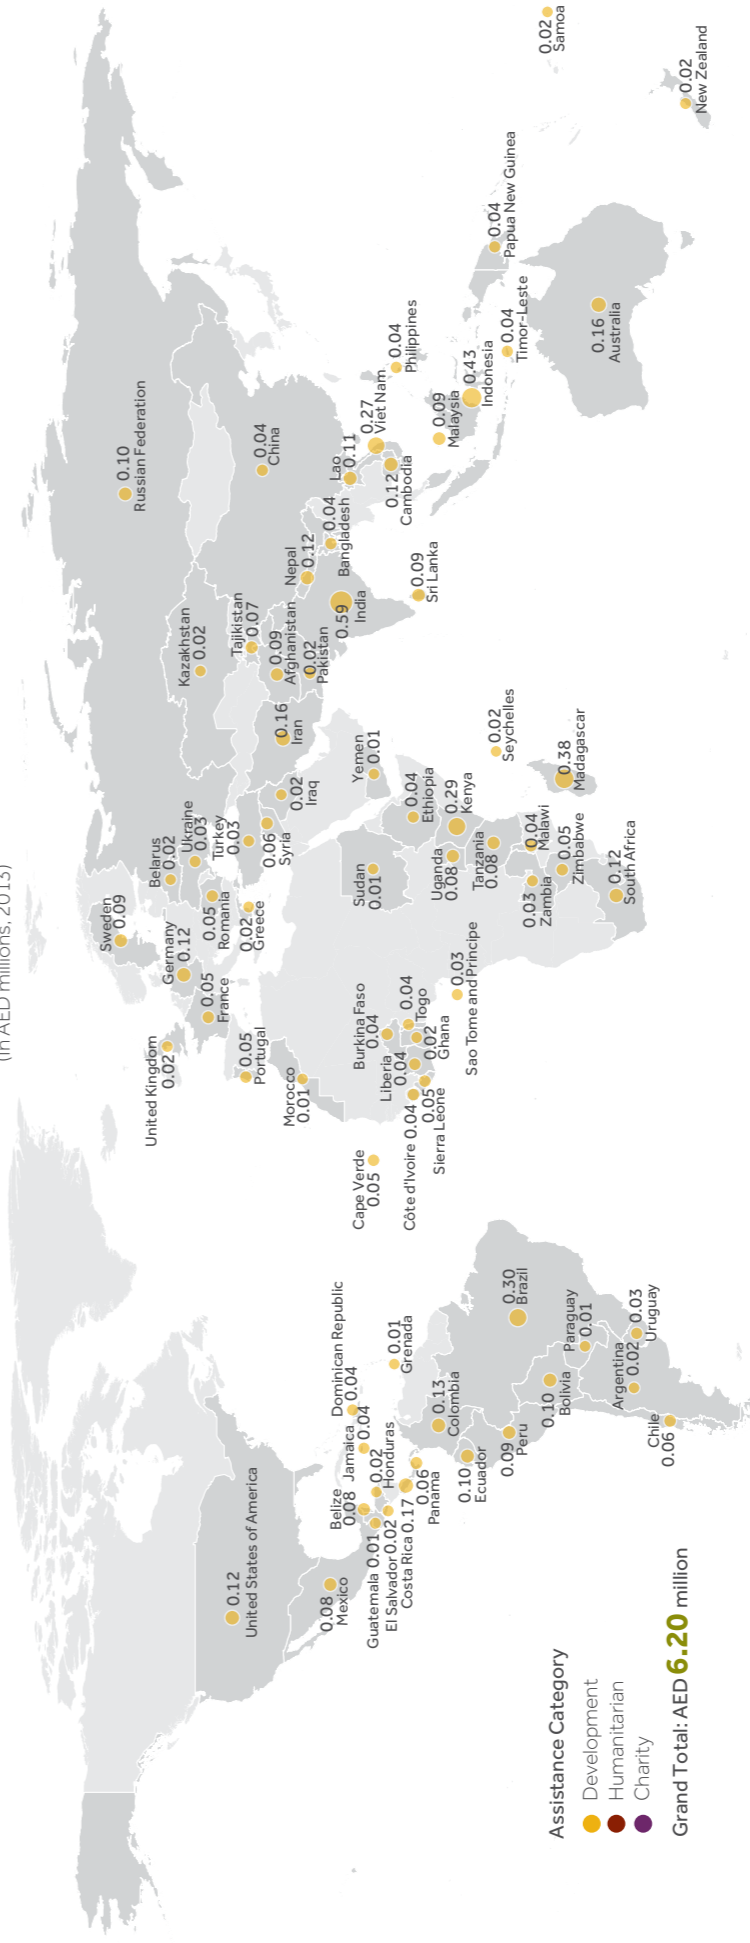 (in AED millions, 2013)
0.12
United States of America
0.08
Mexico
Belize
0.08
Guatemala 0.01
El Salvador 0.02
Costa Rica 0.17
0.02
Honduras
Jamaica
0.04
Dominican Republic
0.04
0.01
Grenada
0.06
Panama
0.13
Colombia
0.10
Ecuador
0.09
Peru
0.30
Brazil
0.10
Bolivia
Paraguay
0.01
Argentina
0.02
0.03
Uruguay
Chile
0.06
United Kingdom
0.02
Sweden
0.09
Germany
0.12
0.05
France
0.05
Portugal
Belarus
0.02
Ukraine
0.03
0.05
Romania
0.02
Greece
Turkey
0.03
0.06
Syria
0.02
Iraq
0.16
Iran
Morocco
0.01
Cape Verde
0.05
Côte d'Ivoire 0.04
0.05
Sierra Leone
Liberia
0.04
Burkina Faso
0.04
0.04
Togo
0.02
Ghana
0.03
Sao Tome and Principe
Sudan
0.01
Yemen
0.01
0.04
Ethiopia
0.29
Kenya
Uganda
0.08
Tanzania
0.08
0.03
Zambia
0.04
Malawi
0.05
Zimbabwe
0.12
South Africa
0.38
Madagascar
0.02
Seychelles
0.10
Russian Federation
Kazakhstan
0.02
Tajikistan
0.07
0.09
Afghanistan
0.02
Pakistan
0.59
India
Nepal
0.12
0.04
Bangladesh
0.09
Sri Lanka
0.04
China
Lao
0.11
0.27
Viet Nam
0.12
Cambodia
0.04
Philippines
0.09
Malaysia
0.43
Indonesia
0.04
Timor-Leste
0.04
Papua New Guinea
0.16
Australia
0.02
Samoa
0.02
New Zealand
Assistance Category
Development
Humanitarian
Charity
Grand Total: AED 6.20 million